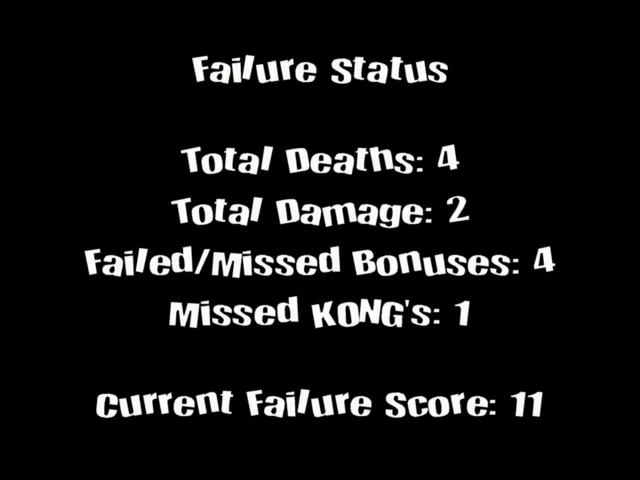 Failure Status
Total Deaths: 4
Total Damage: 2
Failed/Missed Bonuses: 4
Missed KONG's: 1
Current Failure Score: 11